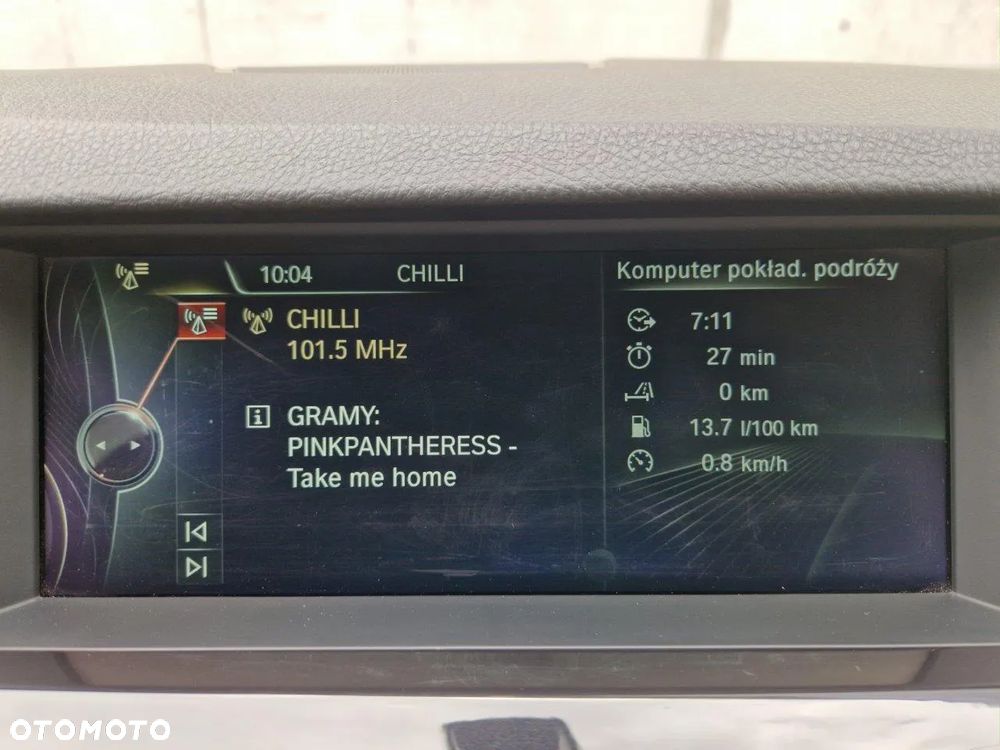 10:04 CHILLI
CHILLI
101.5 MHz
GRAMY:
PINKPANTHERESS -
Take me home
Komputer pokład. podróży
7:11
27 min
0 km
13.7 l/100 km
0.8 km/h
OTOMOTO